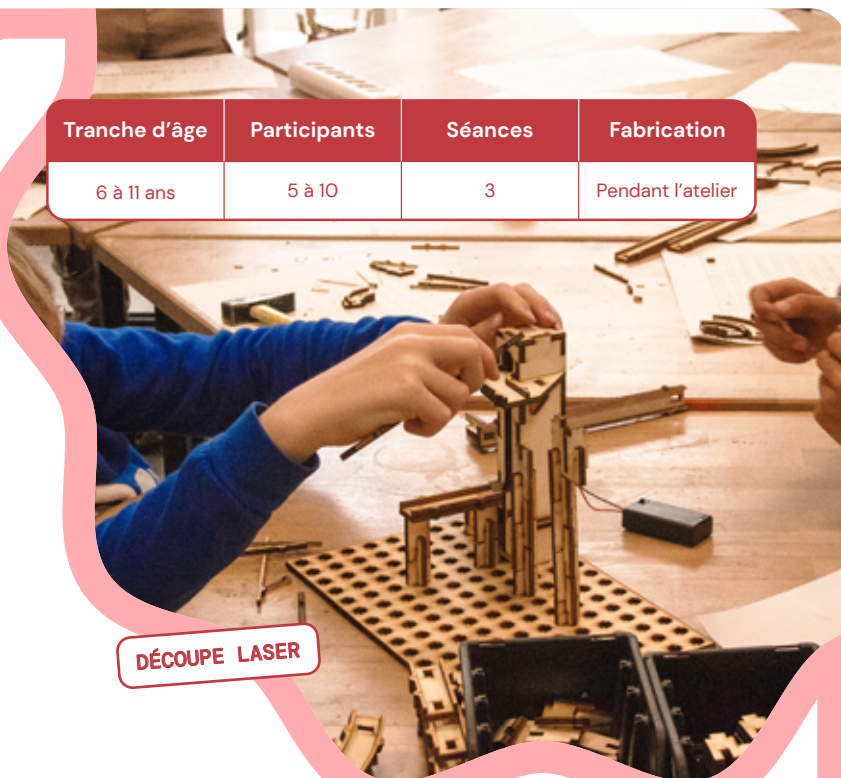 Tranche d'âge Participants Séances Fabrication
6 à 11 ans 5 à 10 3 Pendant l'atelier
DÉCOUPE LASER